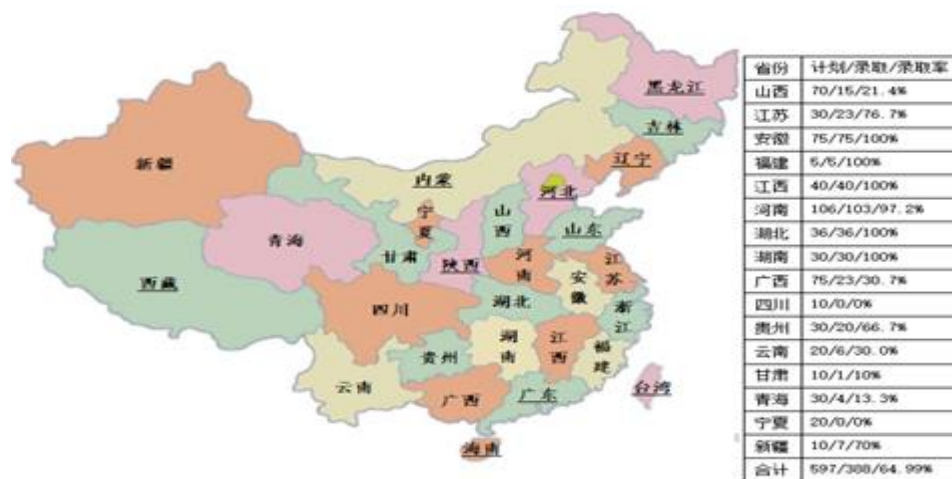 黑龙江
吉林
辽宁
新疆
内蒙
河北
宁夏
山西
山东
青海
甘肃
陕西
河南
江苏
西藏
安徽
四川
湖北
浙江
湖南
江西
福建
贵州
云南
广西
广东
台湾
海南
省份 计划/录取/录取率
山西 70/15/21.4%
江苏 30/23/76.7%
安徽 75/75/100%
福建 5/5/100%
江西 40/40/100%
河南 106/103/97.2%
湖北 36/36/100%
湖南 30/30/100%
广西 75/23/30.7%
四川 10/0/0%
贵州 30/20/66.7%
云南 20/6/30.0%
甘肃 10/1/10%
青海 30/4/13.3%
宁夏 20/0/0%
新疆 10/7/70%
合计 597/388/64.99%